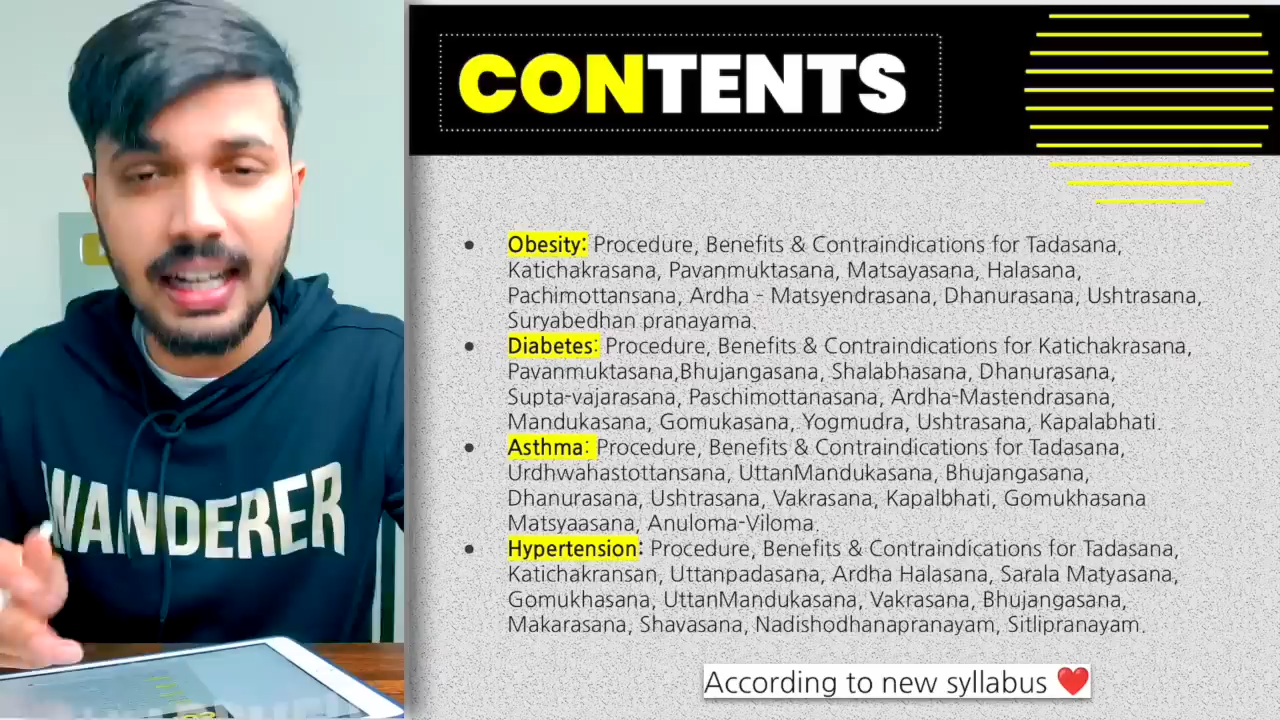 CONTENTS
• Obesity: Procedure, Benefits & Contraindications for Tadasana,
Katichakrasana, Pavanmuktasana, Matsayasana, Halasana,
Pachimottansana, Ardha - Matsyendrasana, Dhanurasana, Ushtrasana,
Suryabedhan pranayama.
• Diabetes: Procedure, Benefits & Contraindications for Katichakrasana,
Pavanmuktasana,Bhujangasana, Shalabhasana, Dhanurasana,
Supta-vajarasana, Paschimottanasana, Ardha-Mastendrasana,
Mandukasana, Gomukasana, Yogmudra, Ushtrasana, Kapalabhati.
• Asthma: Procedure, Benefits & Contraindications for Tadasana,
Urdhwahastottansana, UttanMandukasana, Bhujangasana,
Dhanurasana, Ushtrasana, Vakrasana, Kapalbhati, Gomukhasana
Matsyaasana, Anuloma-Viloma.
• Hypertension: Procedure, Benefits & Contraindications for Tadasana,
Katichakransan, Uttanpadasana, Ardha Halasana, Sarala Matyasana,
Gomukhasana, UttanMandukasana, Vakrasana, Bhujangasana,
Makarasana, Shavasana, Nadishodhanapranayam, Sitlipranayam.
According to new syllabus ❤️
WANDERER